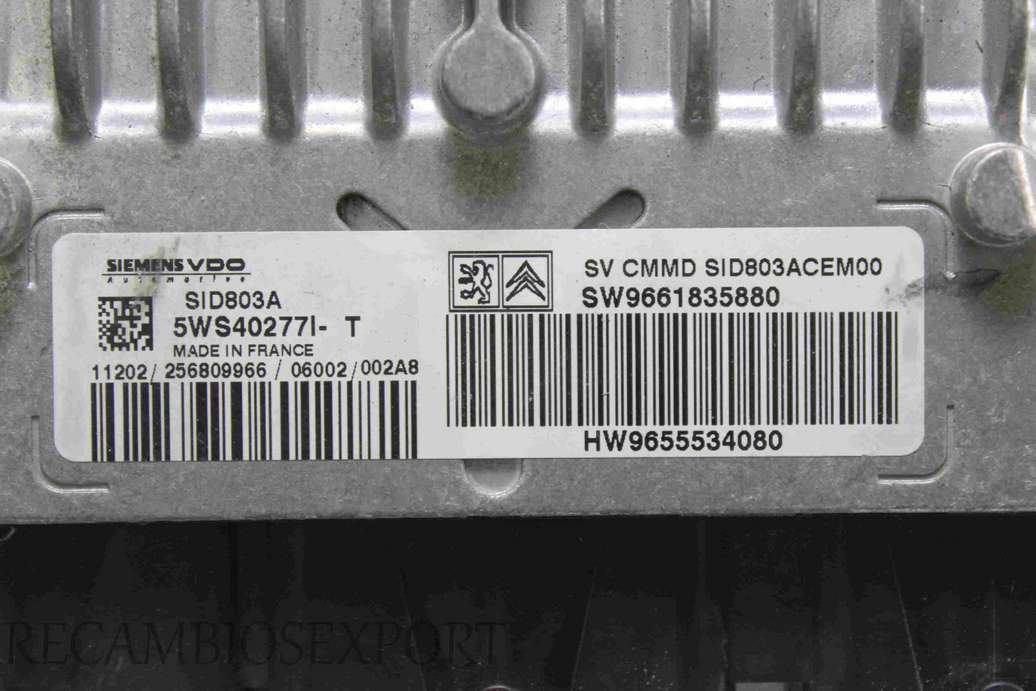 SIEMENS VDO
Automotive
SID803A
5WS40277I- T
MADE IN FRANCE
11202/ 256809966 / 06002/002A8
SV CMMD SID803ACEM00
SW9661835880
HW9655534080
RECAMBIOSEXPORT